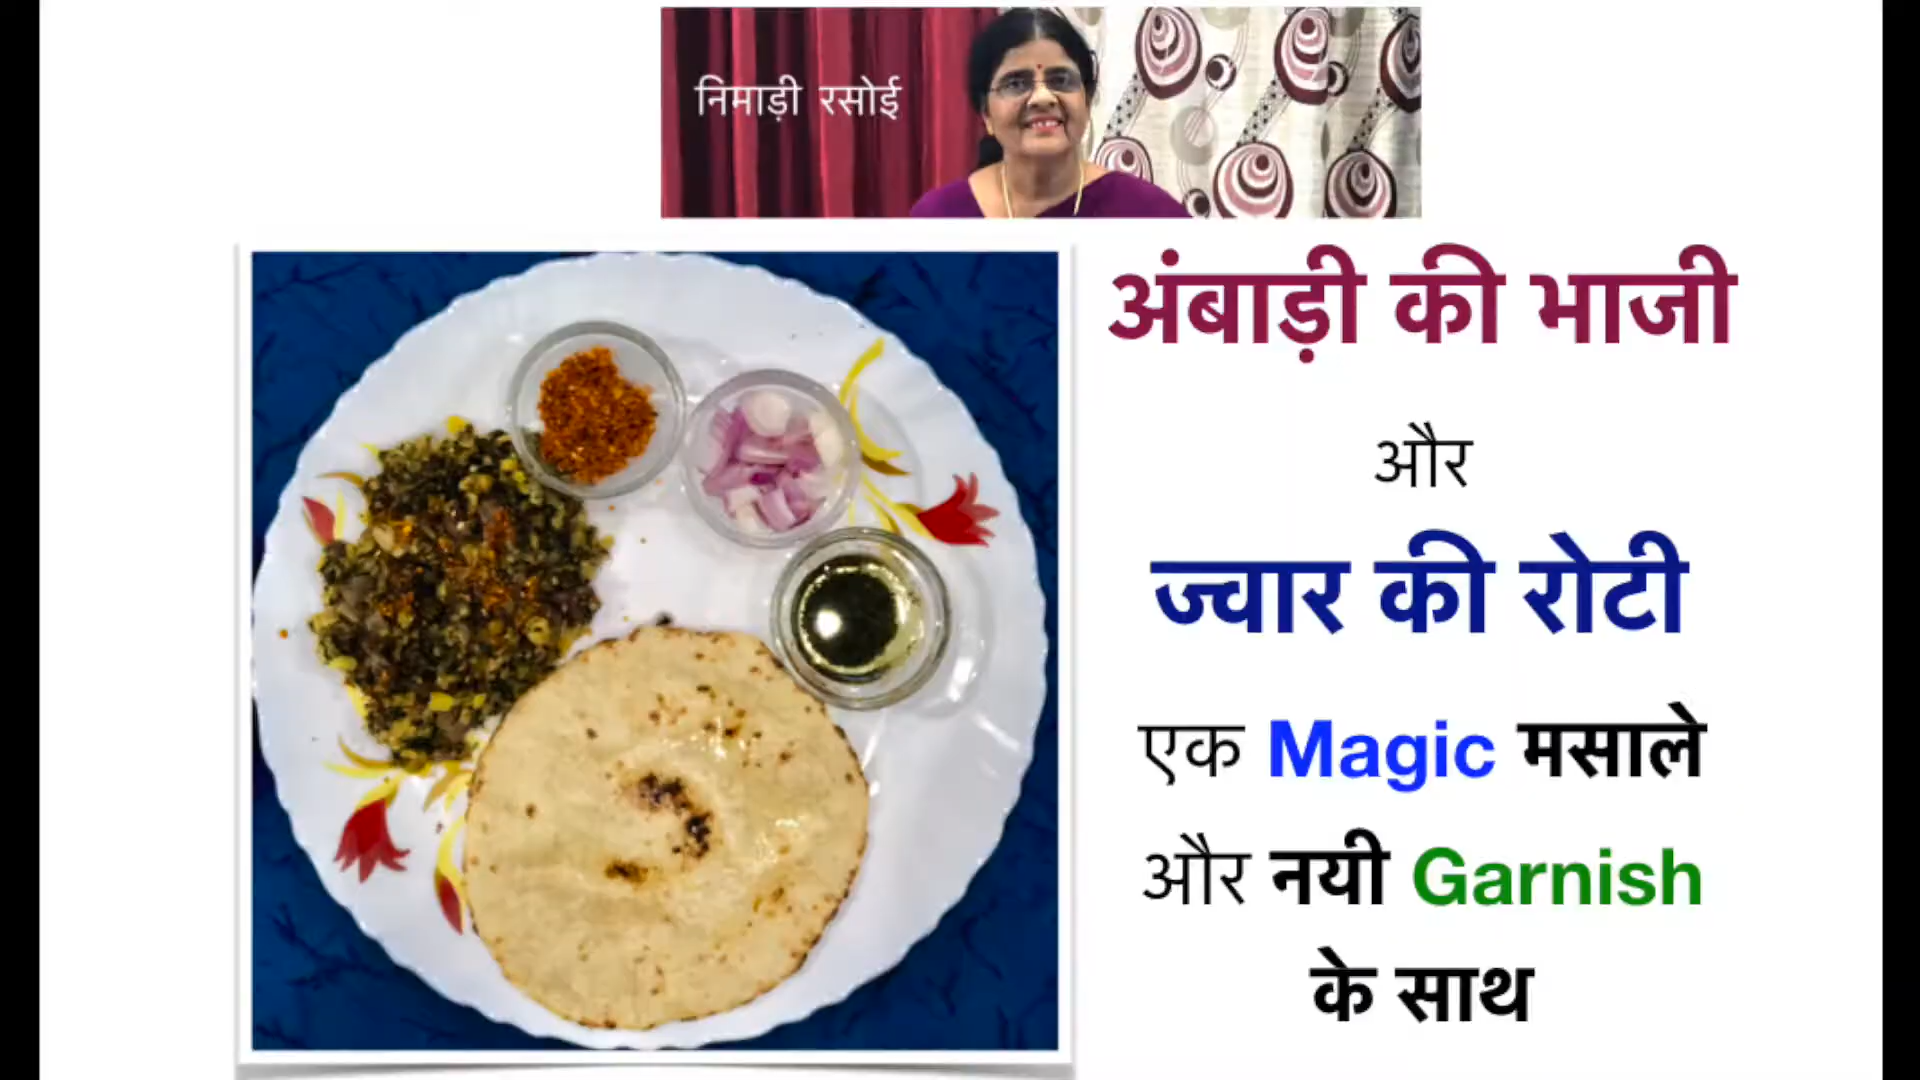 निमाड़ी रसोई
अंबाड़ी की भाजी
और
ज्वार की रोटी
एक Magic मसाले
और नयी Garnish
के साथ